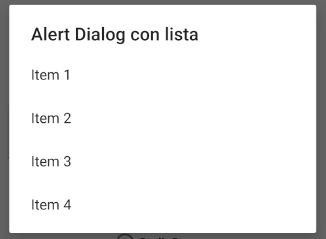 Alert Dialog con lista
Item 1
Item 2
Item 3
Item 4